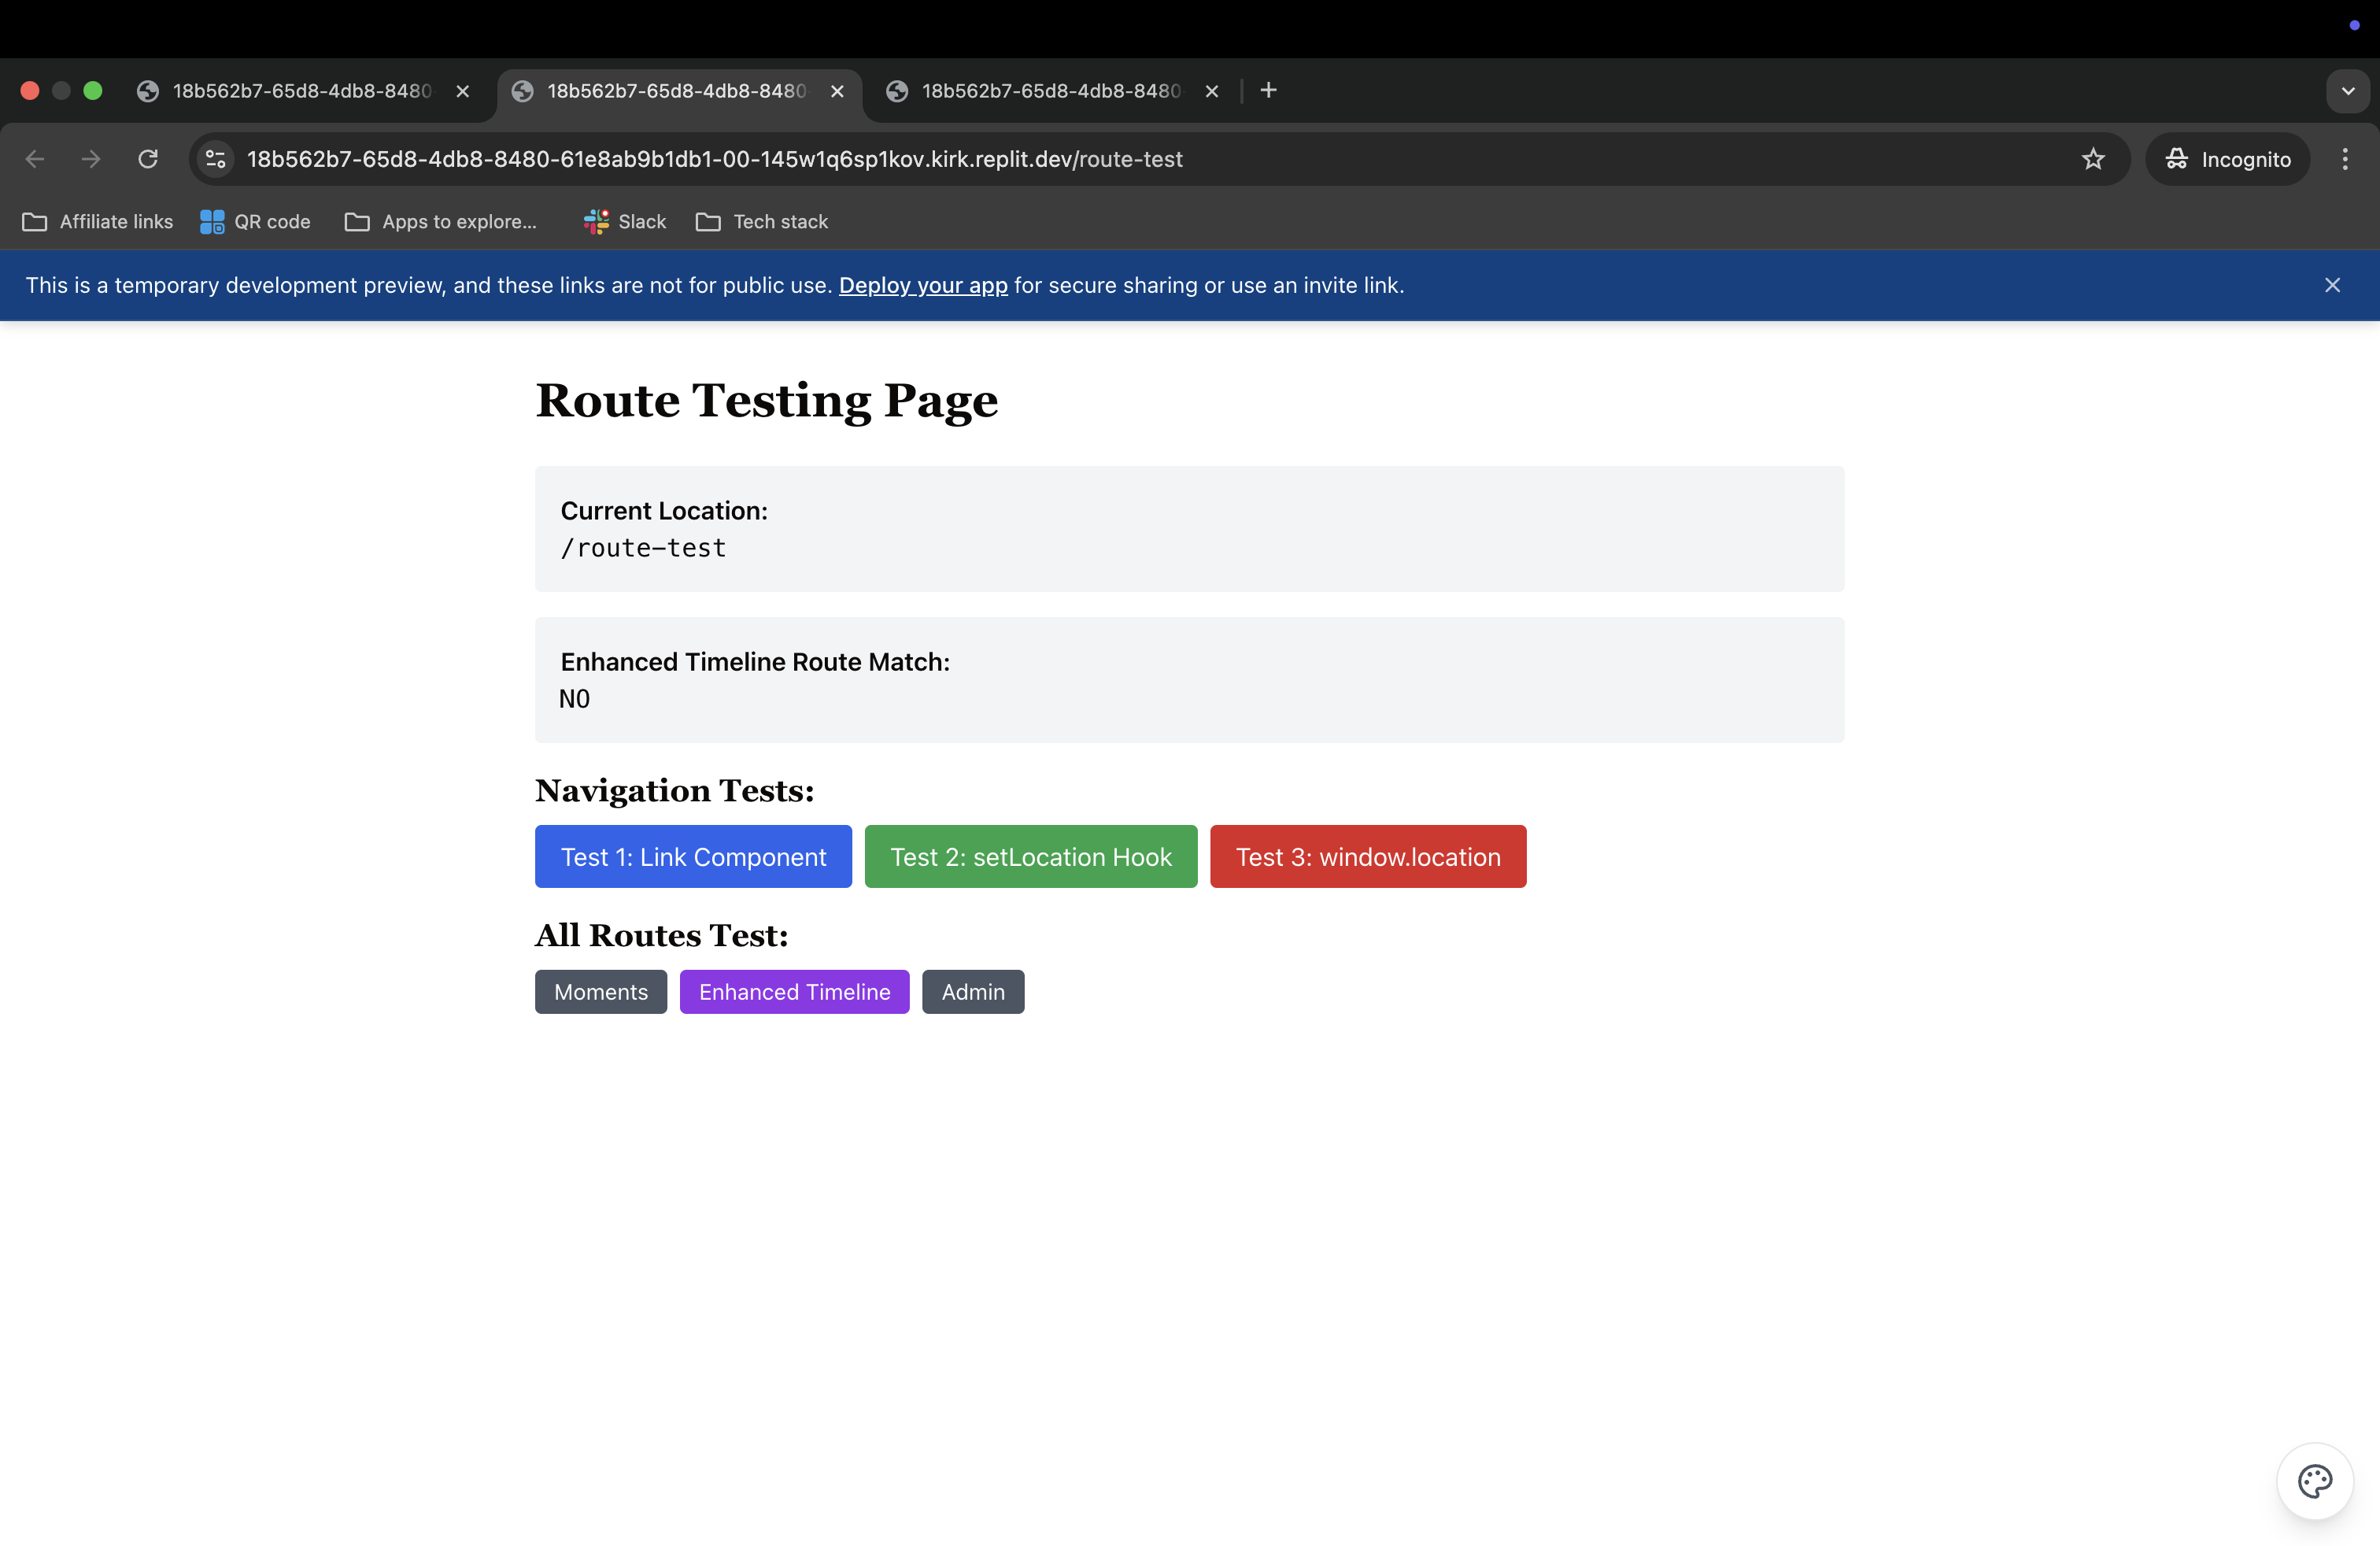 18b562b7-65d8-4db8-8480
18b562b7-65d8-4db8-8480
18b562b7-65d8-4db8-8480
18b562b7-65d8-4db8-8480-61e8ab9b1db1-00-145w1q6sp1kov.kirk.replit.dev/route-test
Incognito
Affiliate links
QR code
Apps to explore...
Slack
Tech stack
This is a temporary development preview, and these links are not for public use. Deploy your app for secure sharing or use an invite link.
Route Testing Page
Current Location:
/route-test
Enhanced Timeline Route Match:
NO
Navigation Tests:
Test 1: Link Component
Test 2: setLocation Hook
Test 3: window.location
All Routes Test:
Moments
Enhanced Timeline
Admin